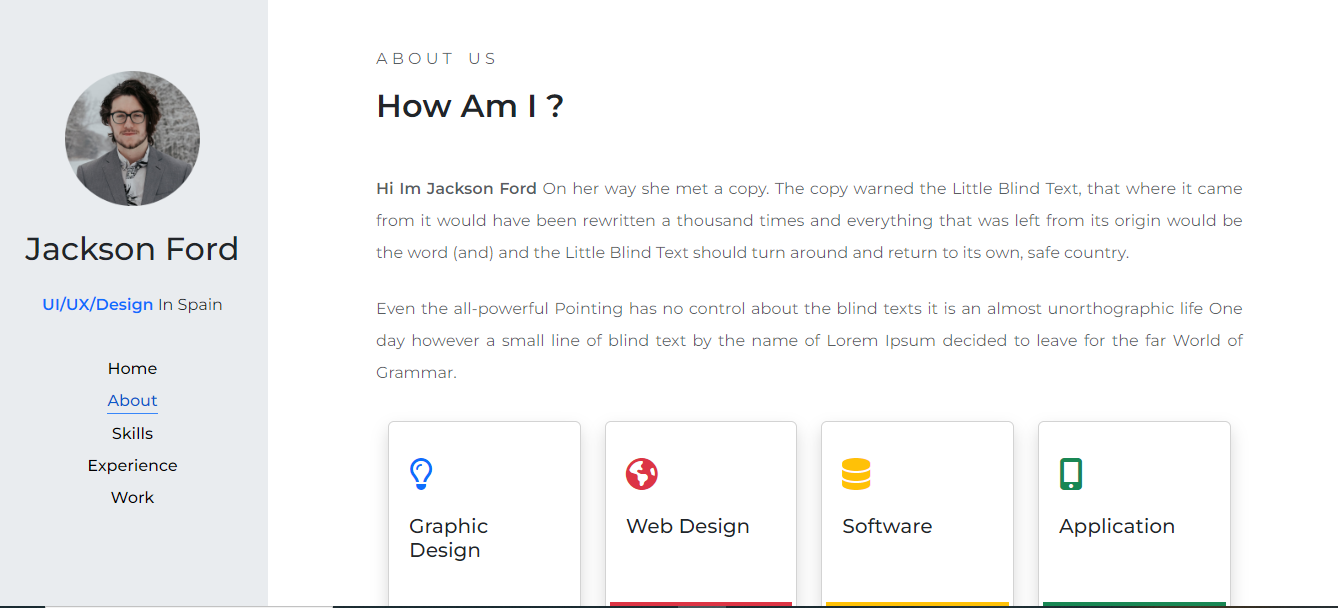 Jackson Ford
UI/UX/Design In Spain
Home
About
Skills
Experience
Work
ABOUT US
How Am I ?
Hi Im Jackson Ford On her way she met a copy. The copy warned the Little Blind Text, that where it came
from it would have been rewritten a thousand times and everything that was left from its origin would be
the word (and) and the Little Blind Text should turn around and return to its own, safe country.
Even the all-powerful Pointing has no control about the blind texts it is an almost unorthographic life One
day however a small line of blind text by the name of Lorem Ipsum decided to leave for the far World of
Grammar.
Graphic
Design
Web Design
Software
Application